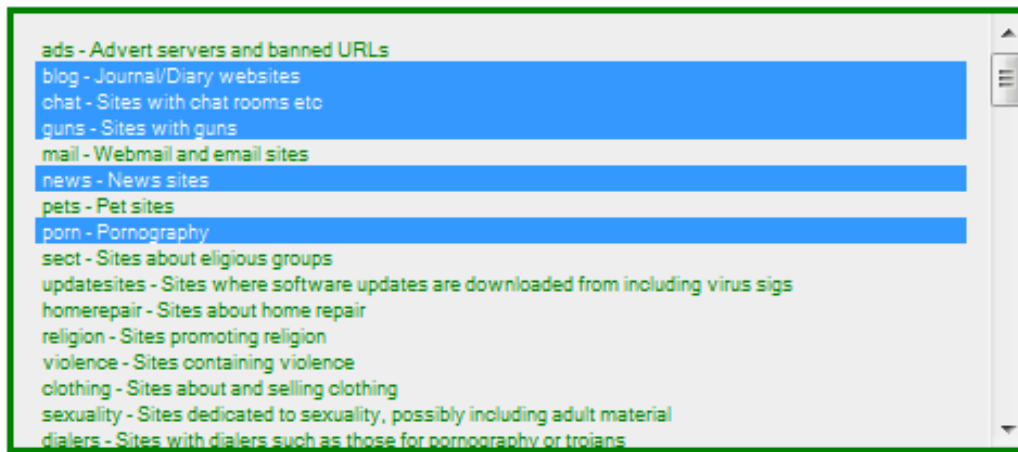 ads - Advert servers and banned URLs
blog - Journal/Diary websites
chat - Sites with chat rooms etc
guns - Sites with guns
mail - Webmail and email sites
news - News sites
pets - Pet sites
porn - Pornography
sect - Sites about eligious groups
updatesites - Sites where software updates are downloaded from including virus sigs
homerepair - Sites about home repair
religion - Sites promoting religion
violence - Sites containing violence
clothing - Sites about and selling clothing
sexuality - Sites dedicated to sexuality, possibly including adult material
dialers - Sites with dialers such as those for pornography or trojans